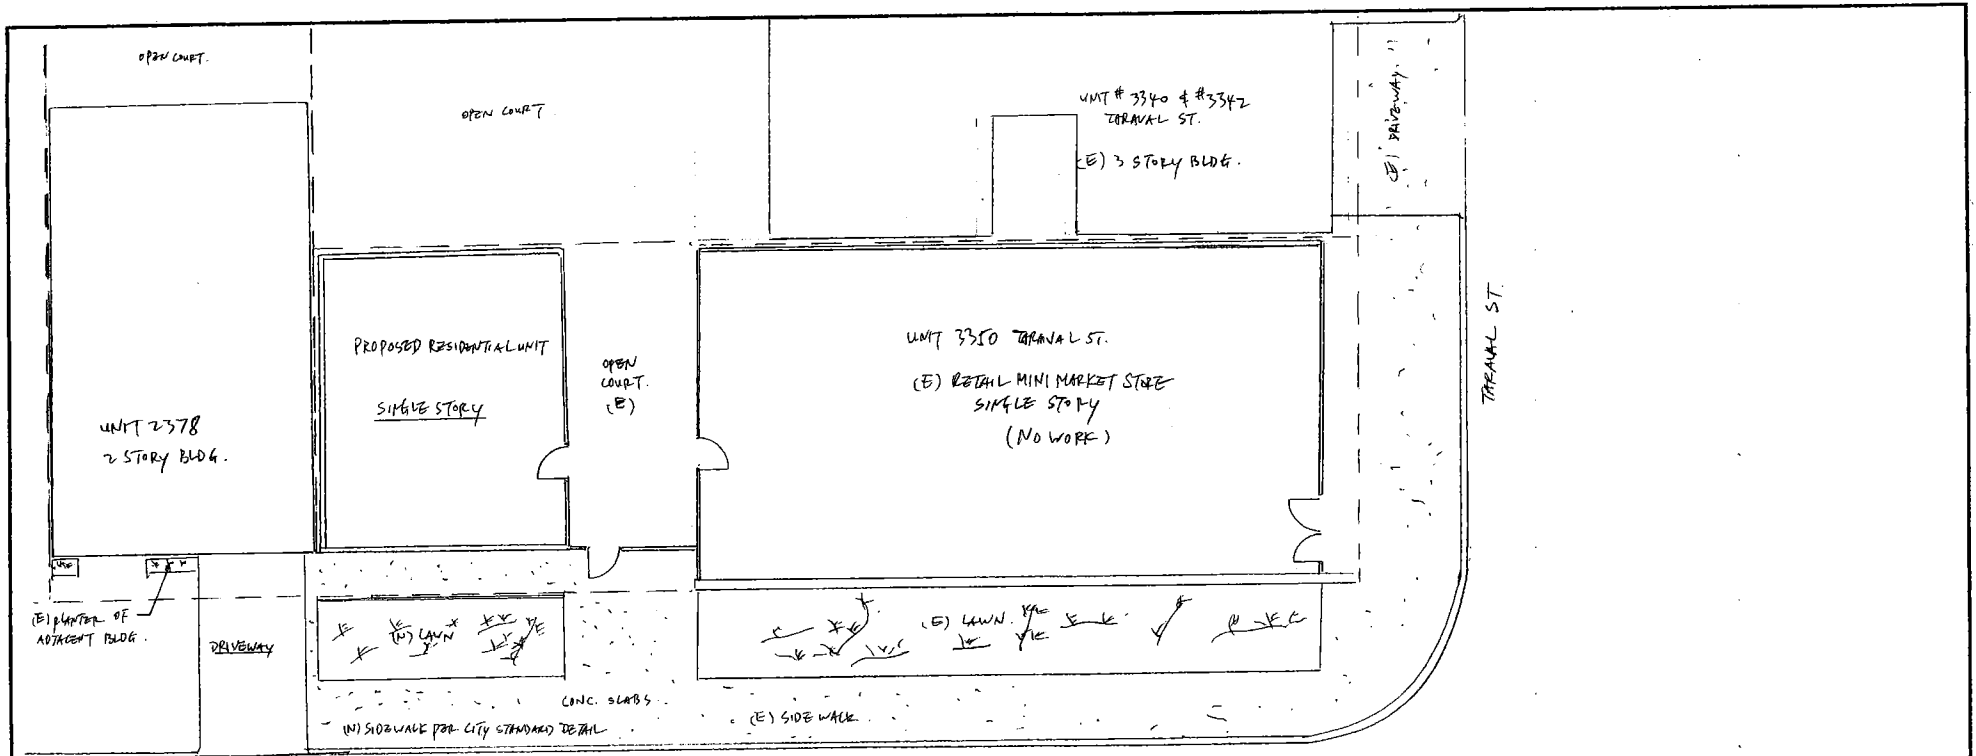 OPEN COURT.
OPEN COURT
UNIT # 3340 & #3342
TARAVAL ST.
(E) 3 STORY BLDG.
(E) DRIVEWAY.
PROPOSED RESIDENTIAL UNIT
SINGLE STORY
OPEN
COURT.
(E)
UNIT 3350 TARAVAL ST.
(E) RETAIL MINI MARKET STORE
SINGLE STORY
(NO WORK)
TARAVAL ST.
UNIT 2378
2 STORY BLDG.
(E) PLANTER OF
ADJACENT BLDG.
DRIVEWAY
(N) LAWN
(E) LAWN.
CONC. SLABS.
(N) SIDEWALK PER CITY STANDARD DETAIL
(E) SIDEWALK.